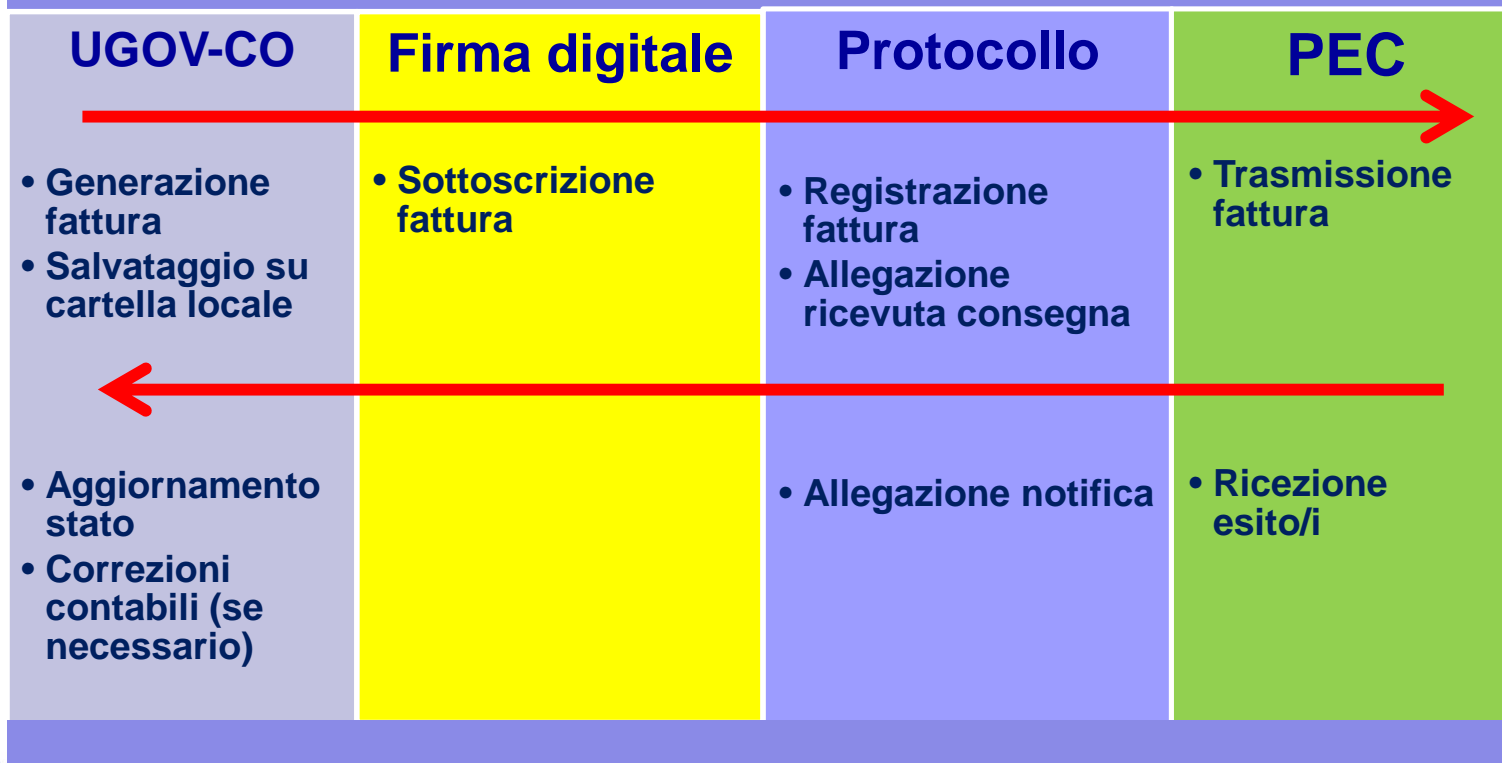 UGOV-CO
Firma digitale
Protocollo
PEC
• Generazione
fattura
• Salvataggio su
cartella locale
• Sottoscrizione
fattura
• Registrazione
fattura
• Allegazione
ricevuta consegna
• Trasmissione
fattura
• Aggiornamento
stato
• Correzioni
contabili (se
necessario)
• Allegazione notifica
• Ricezione
esito/i